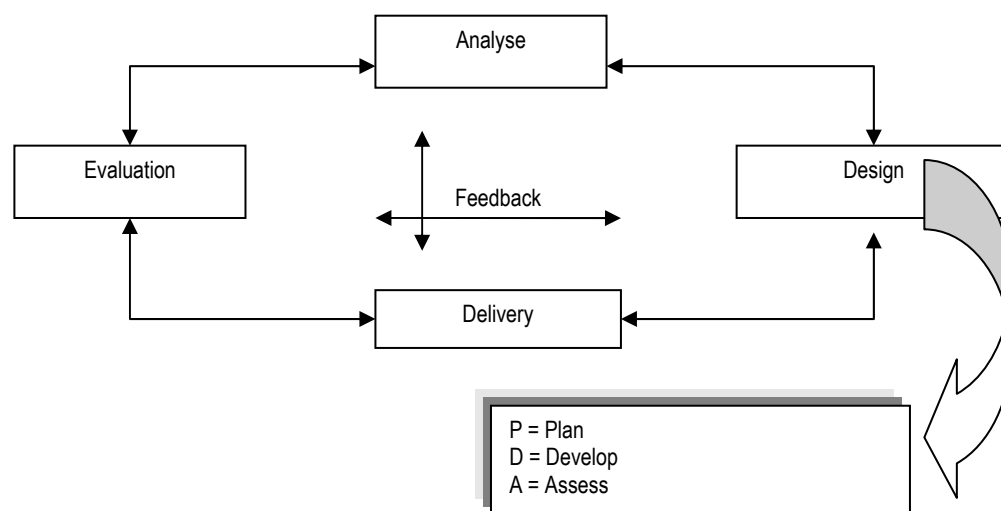 Analyse
Evaluation
Design
Feedback
Delivery
P = Plan
D = Develop
A = Assess